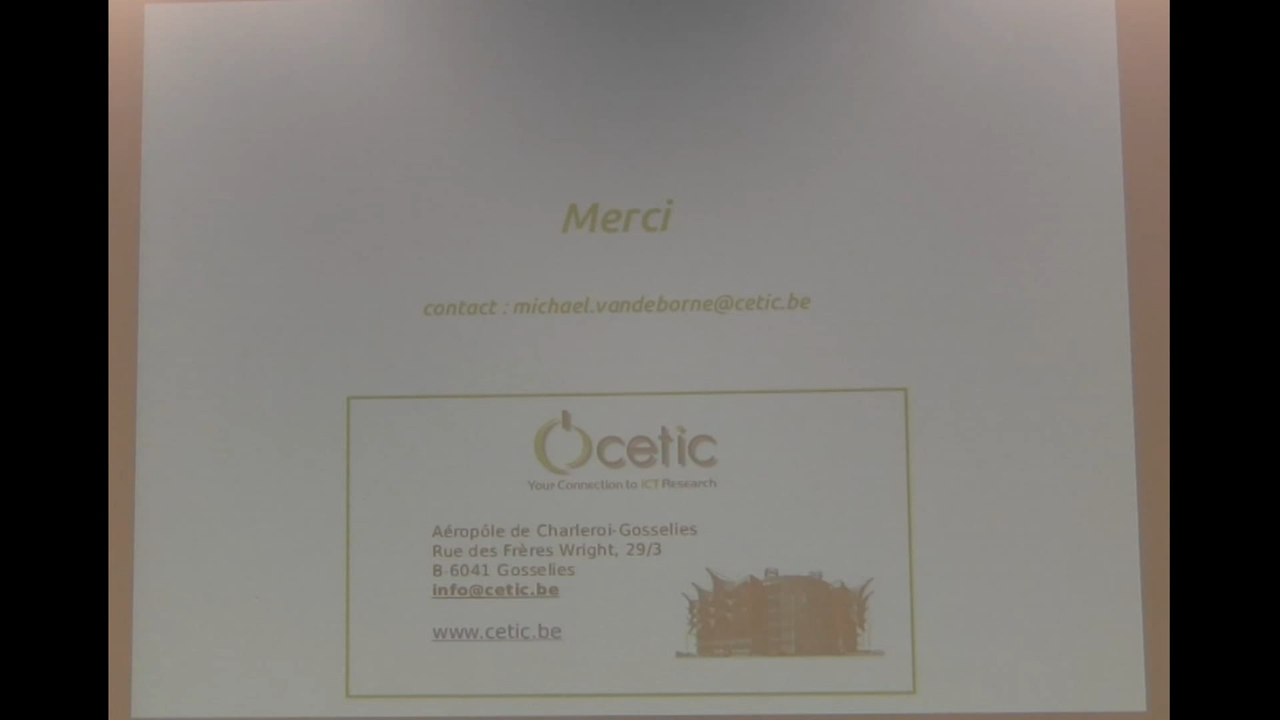 Merci
contact : michael.vandeborne@cetic.be
cetic
Your Connection to ICT Research
Aéropôle de Charleroi-Gosselies
Rue des Frères Wright, 29/3
B-6041 Gosselies
info@cetic.be
www.cetic.be